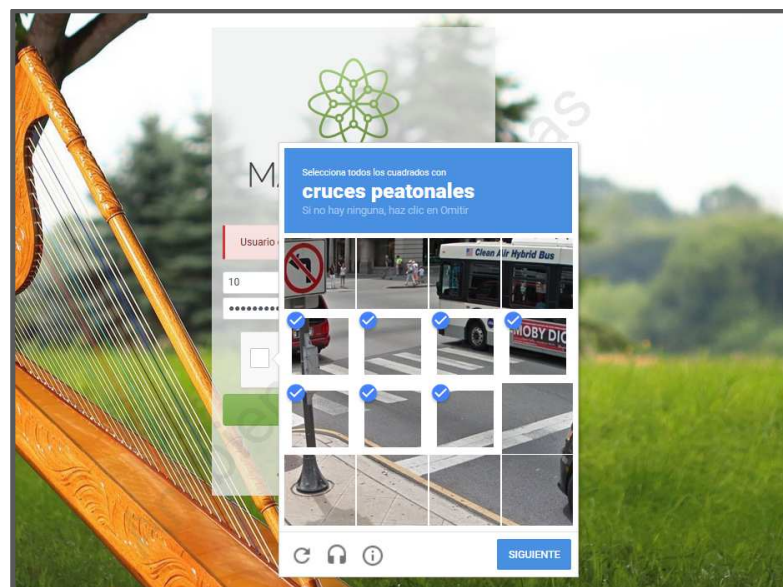 MA
Selecciona todos los cuadrados con
cruces peatonales
Si no hay ninguna, haz clic en Omitir
Usuario
10
Clean Air Hybrid Bus
MOBY DIC
SIGUIENTE